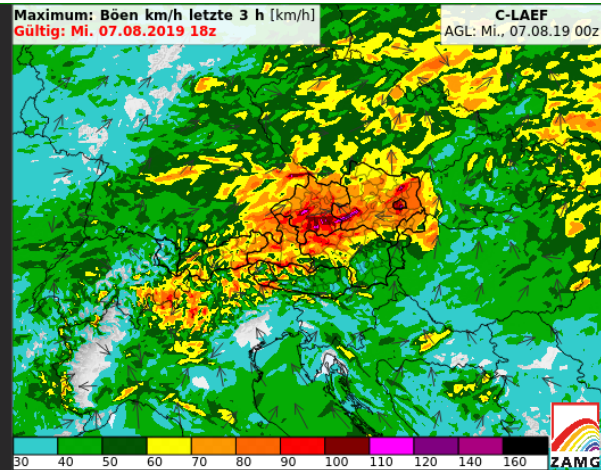 Maximum: Böen km/h letzte 3 h [km/h]
Gültig: Mi. 07.08.2019 18z
C-LAEF
AGL: Mi., 07.08.19 00z
30 40 50 60 70 80 90 100 110 120 140 160
ZAMG